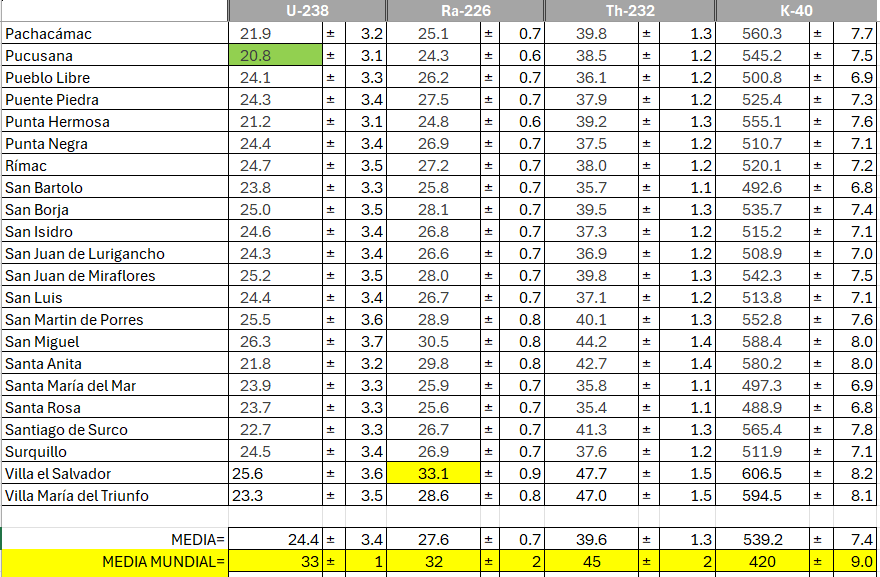 U-238 Ra-226 Th-232 K-40
Pachacámac 21.9 ± 3.2 25.1 ± 0.7 39.8 ± 1.3 560.3 ± 7.7
Pucusana 20.8 ± 3.1 24.3 ± 0.6 38.5 ± 1.2 545.2 ± 7.5
Pueblo Libre 24.1 ± 3.3 26.2 ± 0.7 36.1 ± 1.2 500.8 ± 6.9
Puente Piedra 24.3 ± 3.4 27.5 ± 0.7 37.9 ± 1.2 525.4 ± 7.3
Punta Hermosa 21.2 ± 3.1 24.8 ± 0.6 39.2 ± 1.3 555.1 ± 7.6
Punta Negra 24.4 ± 3.4 26.9 ± 0.7 37.5 ± 1.2 510.7 ± 7.1
Rímac 24.7 ± 3.5 27.2 ± 0.7 38.0 ± 1.2 520.1 ± 7.2
San Bartolo 23.8 ± 3.3 25.8 ± 0.7 35.7 ± 1.1 492.6 ± 6.8
San Borja 25.0 ± 3.5 28.1 ± 0.7 39.5 ± 1.3 535.7 ± 7.4
San Isidro 24.6 ± 3.4 26.8 ± 0.7 37.3 ± 1.2 515.2 ± 7.1
San Juan de Lurigancho 24.3 ± 3.4 26.6 ± 0.7 36.9 ± 1.2 508.9 ± 7.0
San Juan de Miraflores 25.2 ± 3.5 28.0 ± 0.7 39.8 ± 1.3 542.3 ± 7.5
San Luis 24.4 ± 3.4 26.7 ± 0.7 37.1 ± 1.2 513.8 ± 7.1
San Martin de Porres 25.5 ± 3.6 28.9 ± 0.8 40.1 ± 1.3 552.8 ± 7.6
San Miguel 26.3 ± 3.7 30.5 ± 0.8 44.2 ± 1.4 588.4 ± 8.0
Santa Anita 21.8 ± 3.2 29.8 ± 0.8 42.7 ± 1.4 580.2 ± 8.0
Santa María del Mar 23.9 ± 3.3 25.9 ± 0.7 35.8 ± 1.1 497.3 ± 6.9
Santa Rosa 23.7 ± 3.3 25.6 ± 0.7 35.4 ± 1.1 488.9 ± 6.8
Santiago de Surco 22.7 ± 3.3 26.7 ± 0.7 41.3 ± 1.3 565.4 ± 7.8
Surquillo 24.5 ± 3.4 26.9 ± 0.7 37.6 ± 1.2 511.9 ± 7.1
Villa el Salvador 25.6 ± 3.6 33.1 ± 0.9 47.7 ± 1.5 606.5 ± 8.2
Villa María del Triunfo 23.3 ± 3.5 28.6 ± 0.8 47.0 ± 1.5 594.5 ± 8.1
MEDIA= 24.4 ± 3.4 27.6 ± 0.7 39.6 ± 1.3 539.2 ± 7.4
MEDIA MUNDIAL= 33 ± 1 32 ± 2 45 ± 2 420 ± 9.0